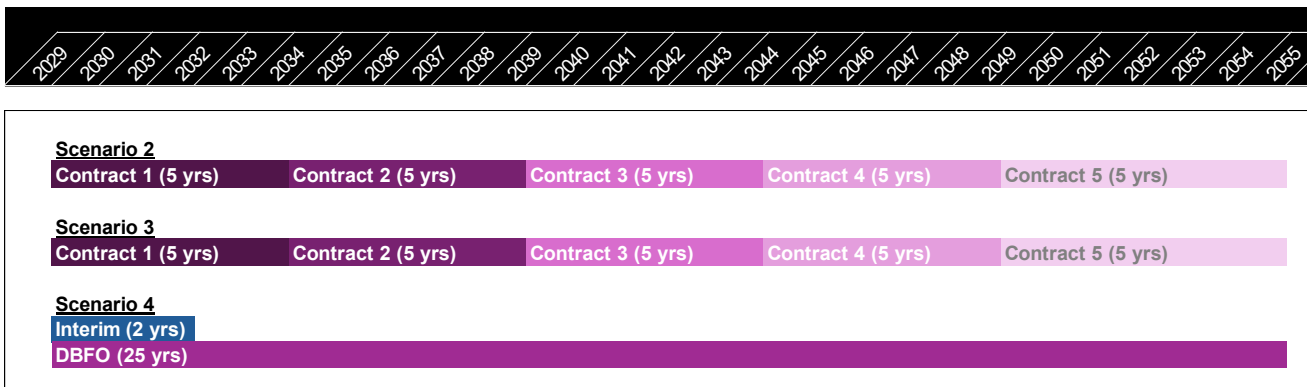 2029 2030 2031 2032 2033 2034 2035 2036 2037 2038 2039 2040 2041 2042 2043 2044 2045 2046 2047 2048 2049 2050 2051 2052 2053 2054 2055
Scenario 2
Contract 1 (5 yrs) Contract 2 (5 yrs) Contract 3 (5 yrs) Contract 4 (5 yrs) Contract 5 (5 yrs)
Scenario 3
Contract 1 (5 yrs) Contract 2 (5 yrs) Contract 3 (5 yrs) Contract 4 (5 yrs) Contract 5 (5 yrs)
Scenario 4
Interim (2 yrs)
DBFO (25 yrs)